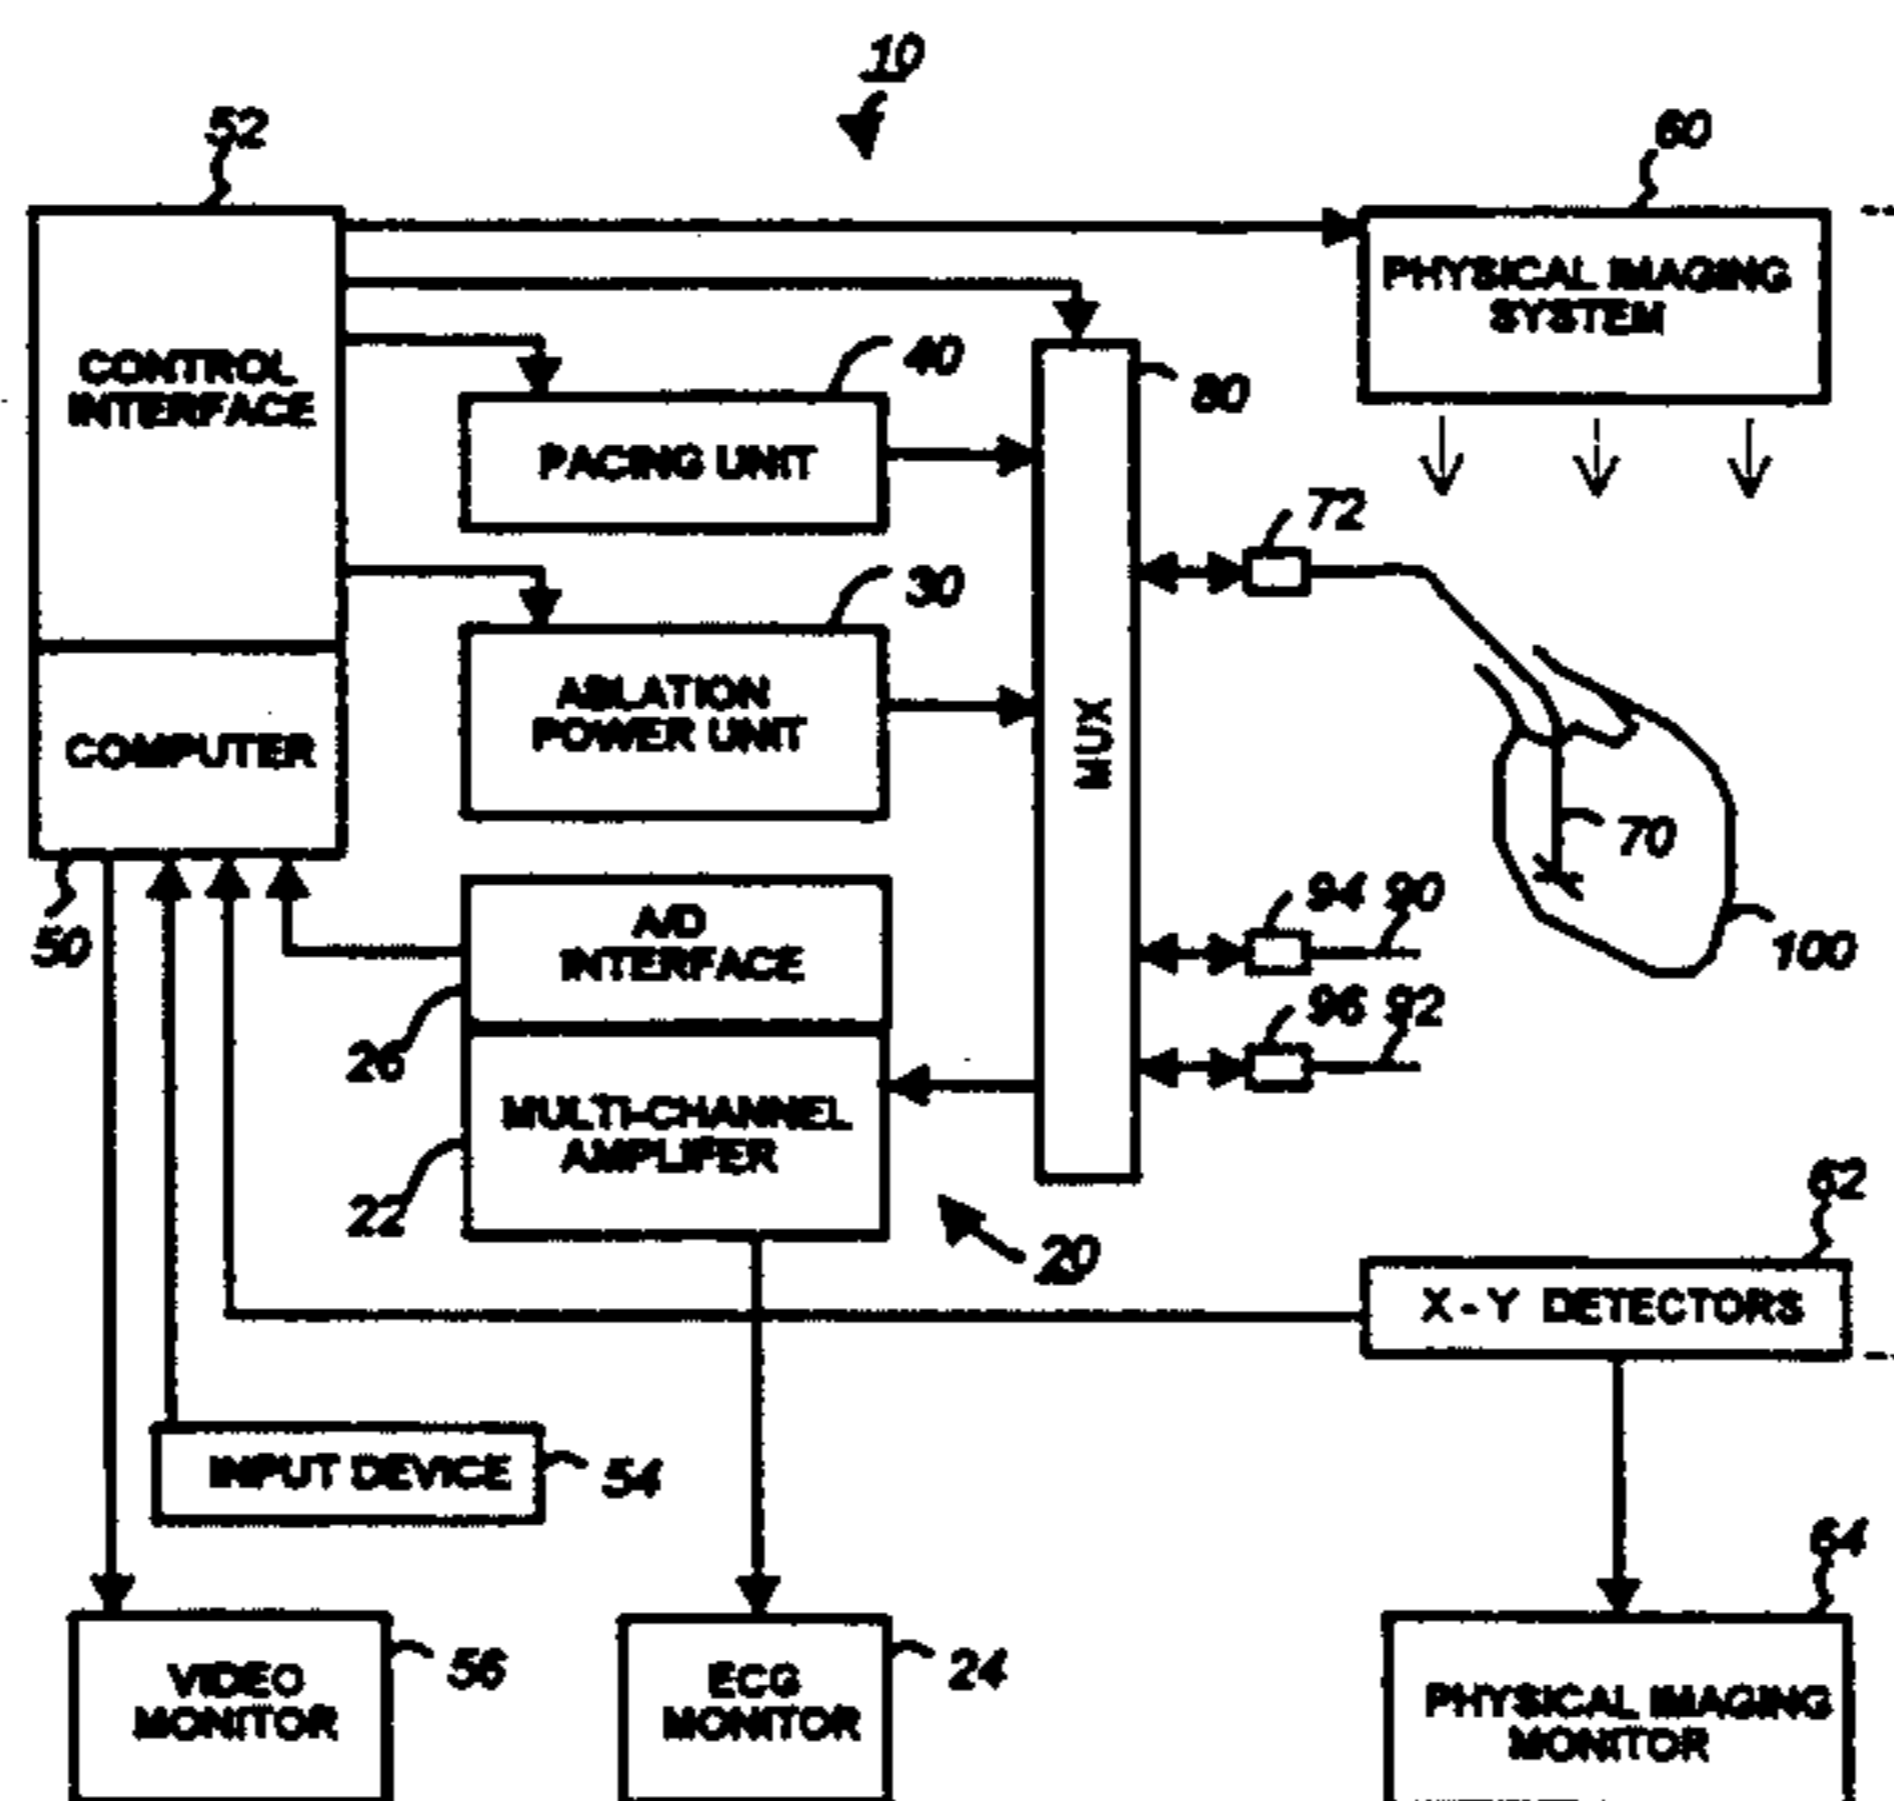 10
52
60
PHYSICAL IMAGING
SYSTEM
CONTROL
INTERFACE
40
80
PACING UNIT
72
30
ABLATION
POWER UNIT
MUX
COMPUTER
70
94 90
A/D
INTERFACE
50
100
26
96 92
MULTI-CHANNEL
AMPLIFER
22
62
20
X - Y DETECTORS
INPUT DEVICE
54
64
VIDEO
MONITOR
56
ECG
MONITOR
24
PHYSICAL IMAGING
MONITOR